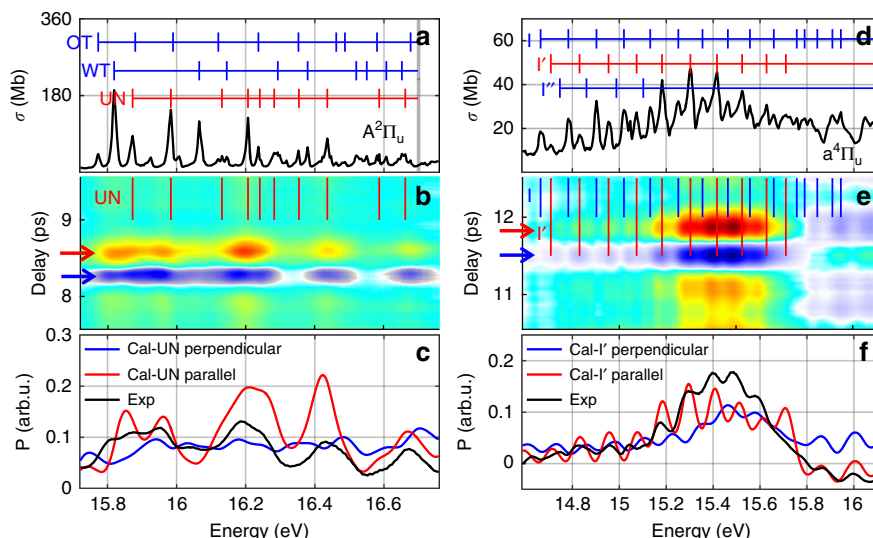 360
OT
a
WT
σ (Mb)
180
UN
A²Πᵤ
UN
b
9
Delay (ps)
8
0.3
Cal-UN perpendicular
c
Cal-UN parallel
0.2
Exp
P (arb.u.)
0.1
0
15.8 16 16.2 16.4 16.6
Energy (eV)
80
I
d
60
I′
I″
σ (Mb)
40
20
a⁴Πᵤ
I
e
12
I′
Delay (ps)
11
Cal-I′ perpendicular
f
0.2
Cal-I′ parallel
Exp
P (arb.u.)
0.1
0
14.8 15 15.2 15.4 15.6 15.8 16
Energy (eV)